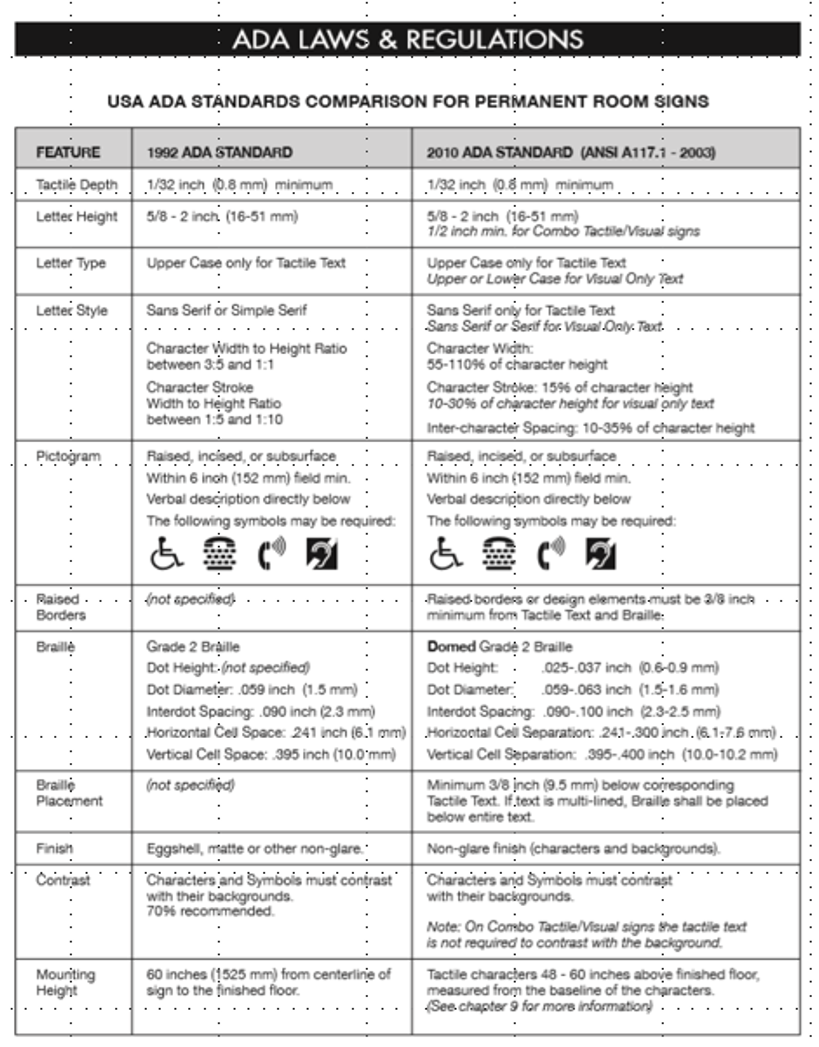 ADA LAWS & REGULATIONS
USA ADA STANDARDS COMPARISON FOR PERMANENT ROOM SIGNS
FEATURE 1992 ADA STANDARD 2010 ADA STANDARD (ANSI A117.1 - 2003)
Tactile Depth 1/32 inch (0.8 mm) minimum 1/32 inch (0.8 mm) minimum
Letter Height 5/8 - 2 inch (16-51 mm) 5/8 - 2 inch (16-51 mm)
1/2 inch min. for Combo Tactile/Visual signs
Letter Type Upper Case only for Tactile Text Upper Case only for Tactile Text
Upper or Lower Case for Visual Only Text
Letter Style Sans Serif or Simple Serif Sans Serif only for Tactile Text
Sans Serif or Serif for Visual Only Text
Character Width to Height Ratio Character Width:
between 3:5 and 1:1 55-110% of character height
Character Stroke Character Stroke: 15% of character height
Width to Height Ratio 10-30% of character height for visual only text
between 1:5 and 1:10
Inter-character Spacing: 10-35% of character height
Pictogram Raised, incised, or subsurface Raised, incised, or subsurface
Within 6 inch (152 mm) field min. Within 6 inch (152 mm) field min.
Verbal description directly below Verbal description directly below
The following symbols may be required: The following symbols may be required:
Raised (not specified) Raised borders or design elements must be 3/8 inch
Borders minimum from Tactile Text and Braille.
Braille Grade 2 Braille Domed Grade 2 Braille
Dot Height: (not specified) Dot Height: .025-.037 inch (0.6-0.9 mm)
Dot Diameter: .059 inch (1.5 mm) Dot Diameter: .059-.063 inch (1.5-1.6 mm)
Interdot Spacing: .090 inch (2.3 mm) Interdot Spacing: .090-.100 inch (2.3-2.5 mm)
Horizontal Cell Space: .241 inch (6.1 mm) Horizontal Cell Separation: .241-.300 inch (6.1-7.6 mm)
Vertical Cell Space: .395 inch (10.0 mm) Vertical Cell Separation: .395-.400 inch (10.0-10.2 mm)
Braille (not specified) Minimum 3/8 inch (9.5 mm) below corresponding
Placement Tactile Text. If text is multi-lined, Braille shall be placed
below entire text.
Finish Eggshell, matte or other non-glare. Non-glare finish (characters and backgrounds).
Contrast Characters and Symbols must contrast Characters and Symbols must contrast
with their backgrounds. with their backgrounds.
70% recommended.
Note: On Combo Tactile/Visual signs the tactile text
is not required to contrast with the background.
Mounting 60 inches (1525 mm) from centerline of Tactile characters 48 - 60 inches above finished floor,
Height sign to the finished floor. measured from the baseline of the characters.
(See chapter 9 for more information)